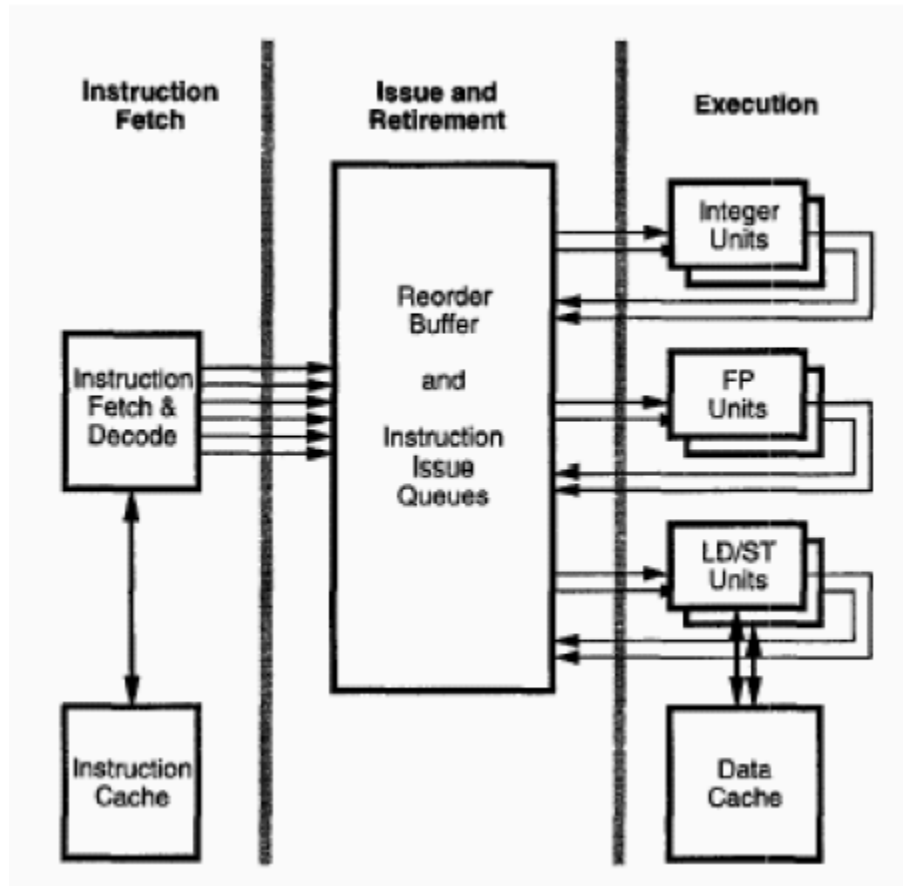 Instruction
Fetch
Issue and
Retirement
Execution
Integer
Units
Reorder
Buffer
and
Instruction
Issue
Queues
Instruction
Fetch &
Decode
FP
Units
LD/ST
Units
Instruction
Cache
Data
Cache